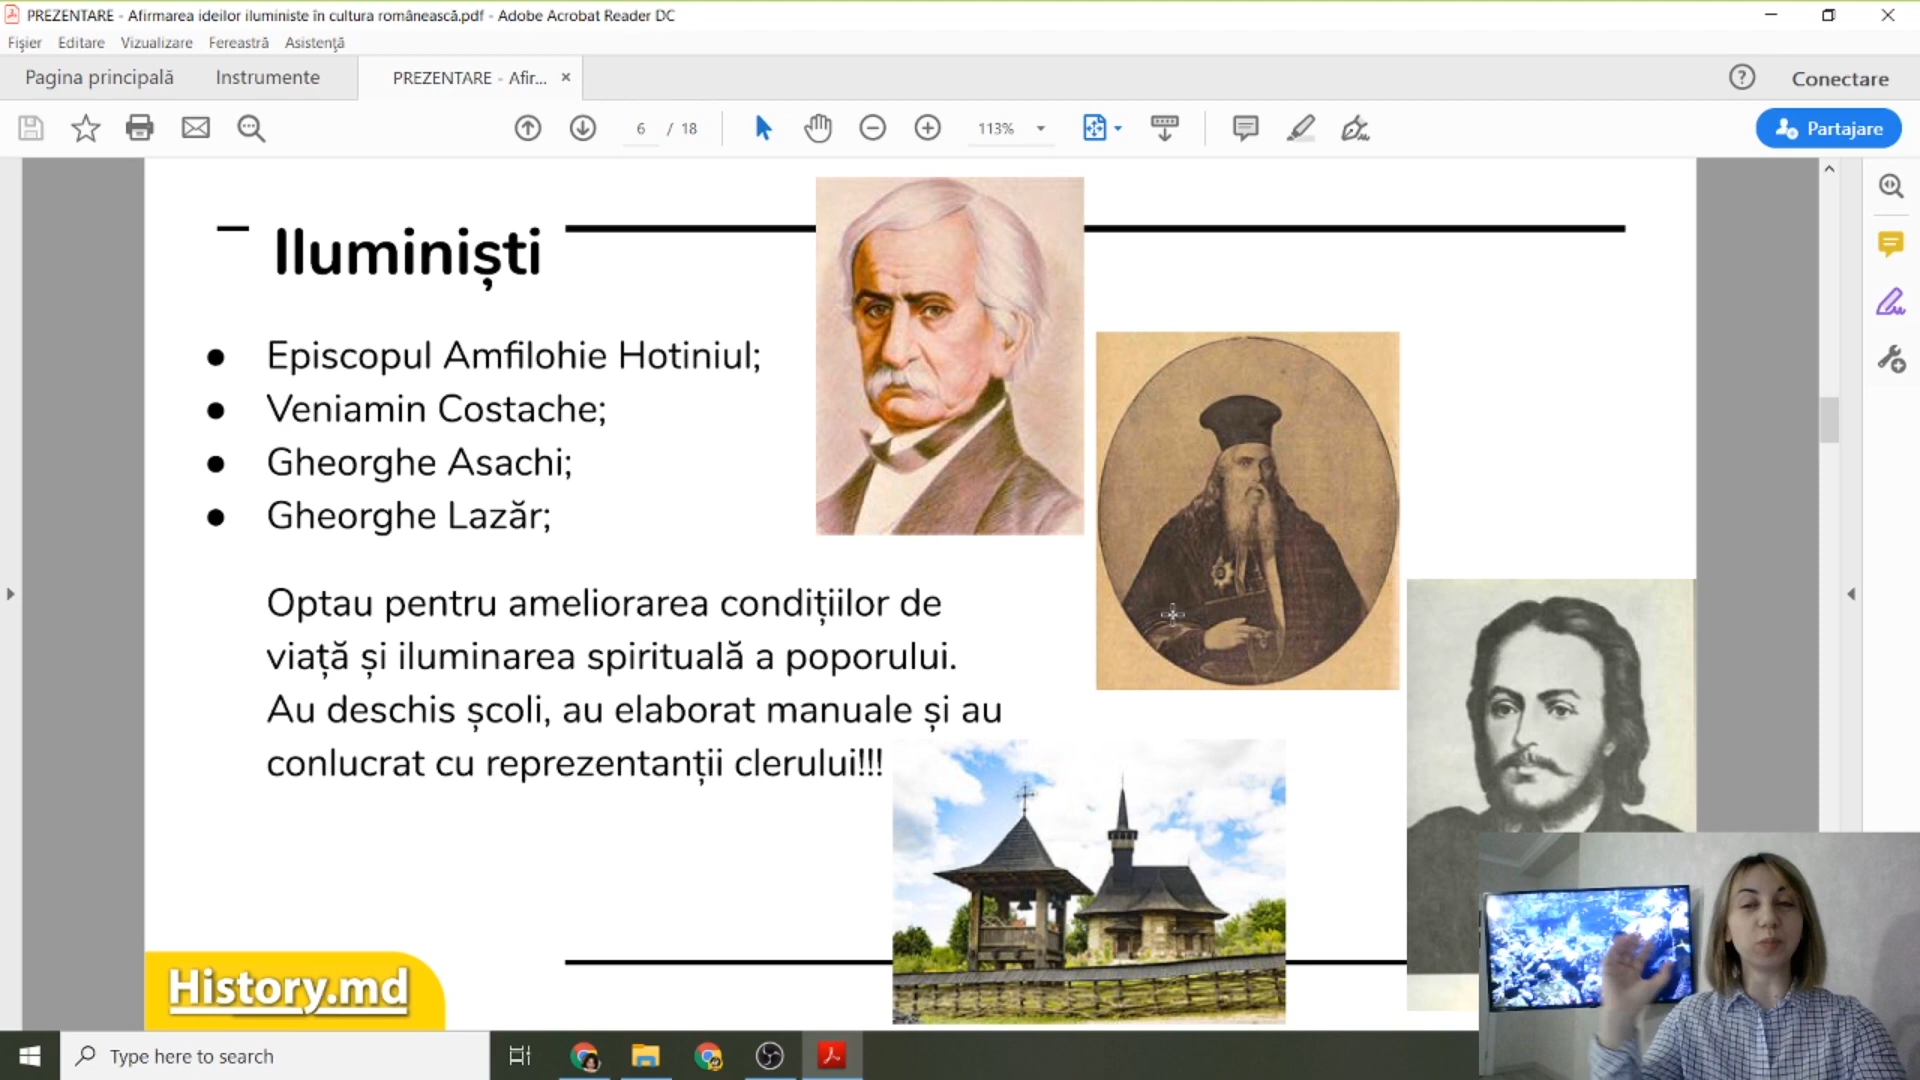 PREZENTARE - Afirmarea ideilor iluministe în cultura românească.pdf - Adobe Acrobat Reader DC
Fișier Editare Vizualizare Fereastră Asistență
Pagina principală Instrumente PREZENTARE - Afir... × Conectare
6 / 18 113% Partajare
Iluminiști
● Episcopul Amfilohie Hotiniul;
● Veniamin Costache;
● Gheorghe Asachi;
● Gheorghe Lazăr;
Optau pentru ameliorarea condițiilor de
viață și iluminarea spirituală a poporului.
Au deschis școli, au elaborat manuale și au
conlucrat cu reprezentanții clerului!!!
History.md
Type here to search